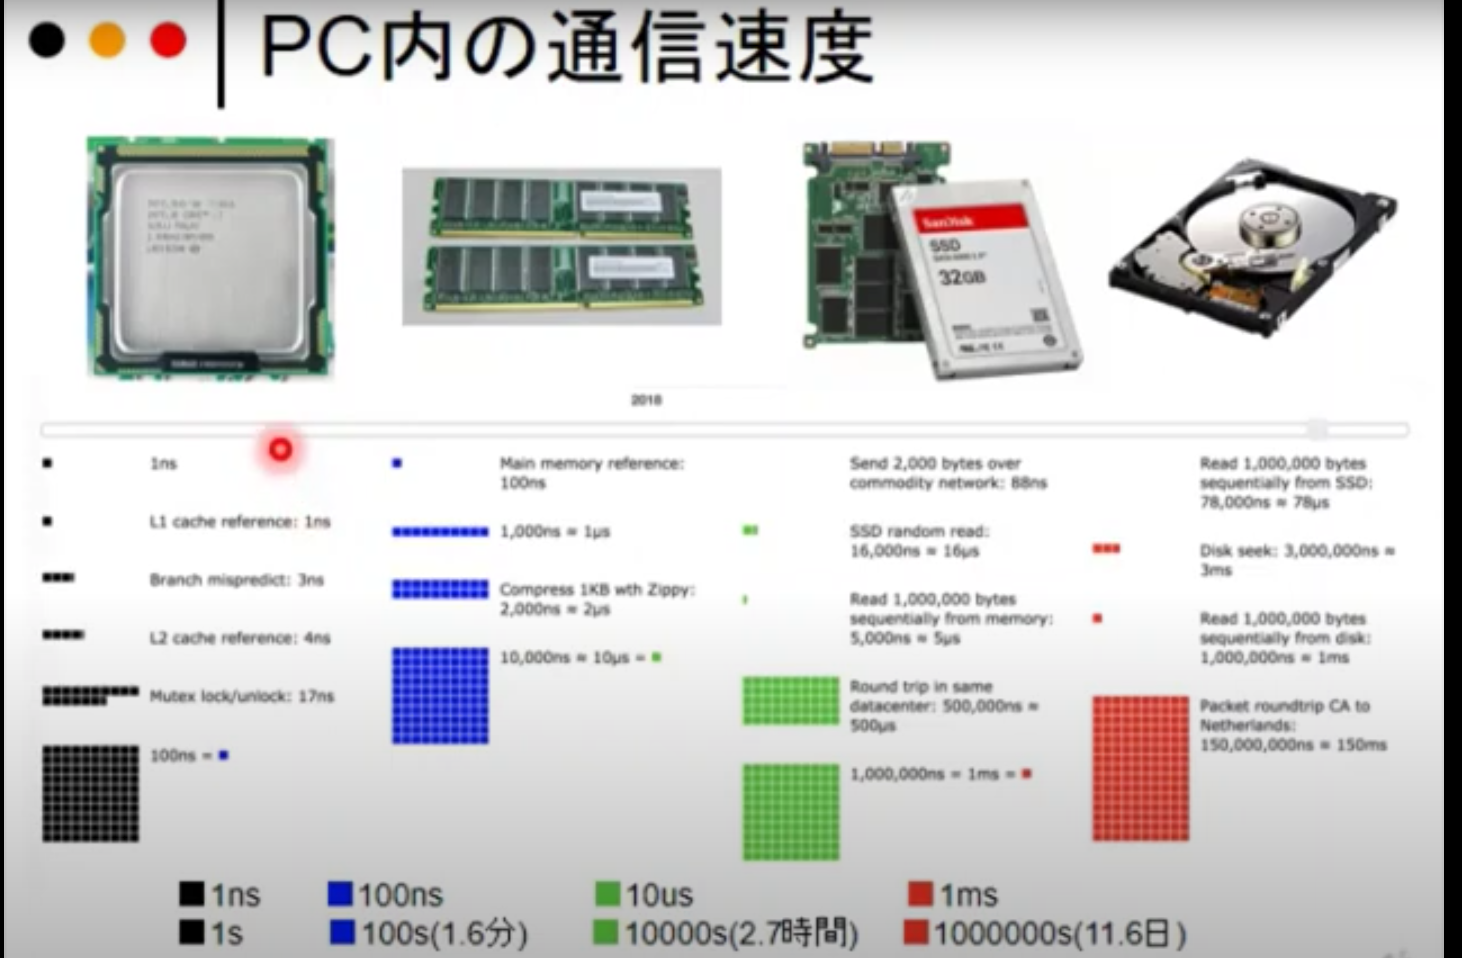 PC内の通信速度
SanDisk
SSD
32GB
2018
1ns
L1 cache reference: 1ns
Branch mispredict: 3ns
L2 cache reference: 4ns
Mutex lock/unlock: 17ns
100ns =
Main memory reference:
100ns
1,000ns ≈ 1μs
Compress 1KB wth Zippy:
2,000ns ≈ 2μs
10,000ns ≈ 10μs =
Send 2,000 bytes over
commodity network: 88ns
SSD random read:
16,000ns ≈ 16μs
Read 1,000,000 bytes
sequentially from memory:
5,000ns ≈ 5μs
Round trip in same
datacenter: 500,000ns ≈
500μs
1,000,000ns = 1ms =
Read 1,000,000 bytes
sequentially from SSD:
78,000ns ≈ 78μs
Disk seek: 3,000,000ns ≈
3ms
Read 1,000,000 bytes
sequentially from disk:
1,000,000ns ≈ 1ms
Packet roundtrip CA to
Netherlands:
150,000,000ns ≈ 150ms
1ns 100ns 10us 1ms
1s 100s(1.6分) 10000s(2.7時間) 1000000s(11.6日)